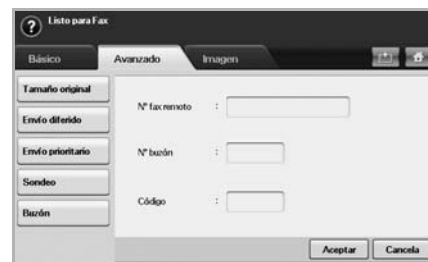 Listo para Fax
Básico
Avanzado
Imagen
Tamaño original
Envío diferido
Envío prioritario
Sondeo
Buzón
Nº fax remoto :
Nº buzón :
Código :
Aceptar
Cancela